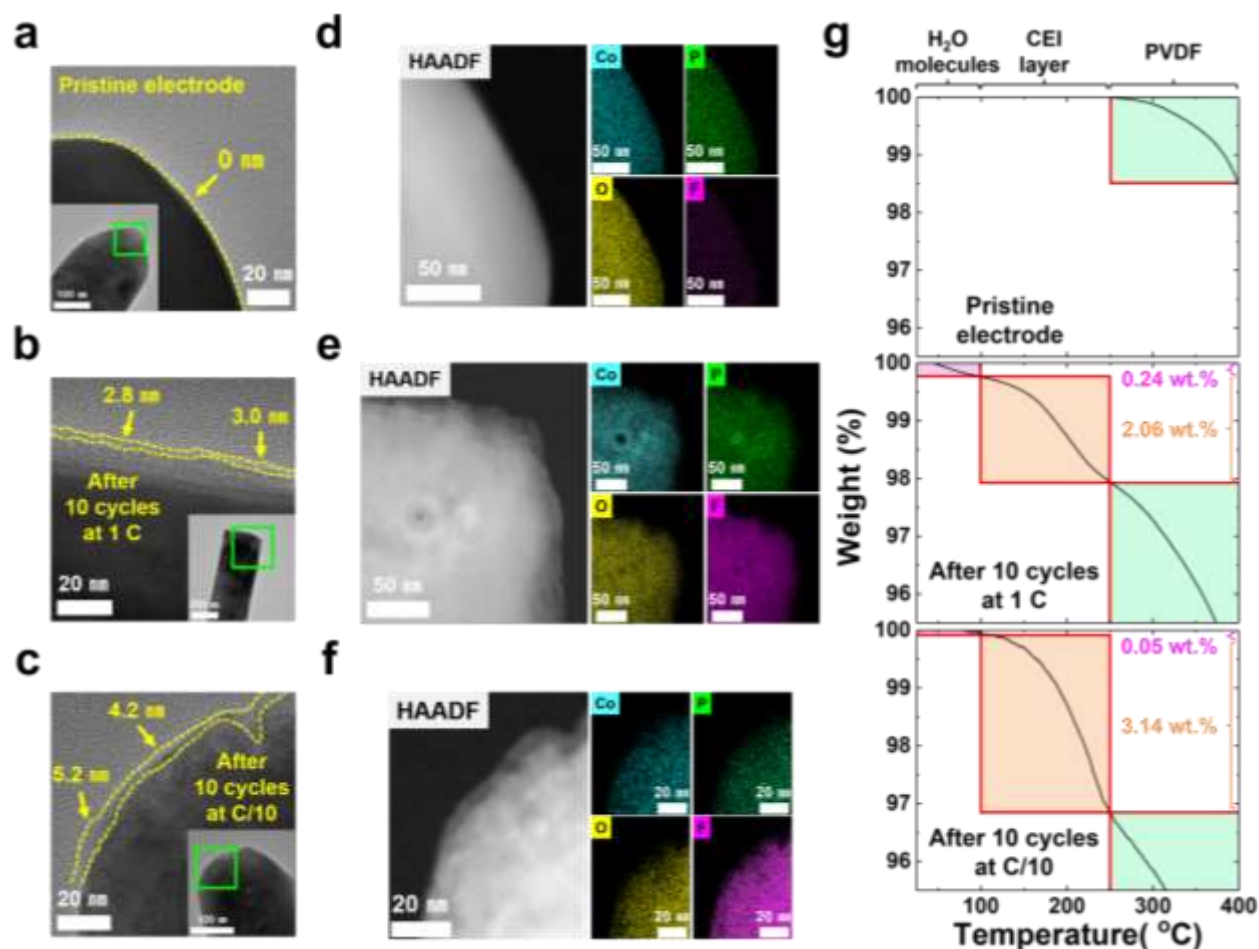 a
Pristine electrode
0 nm
20 nm
100 nm
b
2.8 nm
3.0 nm
After
10 cycles
at 1 C
20 nm
c
4.2 nm
5.2 nm
After
10 cycles
at C/10
20 nm
100 nm
d
HAADF
50 nm
Co
50 nm
P
50 nm
O
50 nm
F
50 nm
e
HAADF
50 nm
Co
50 nm
P
50 nm
O
50 nm
F
50 nm
f
HAADF
20 nm
Co
20 nm
P
20 nm
O
20 nm
F
20 nm
g
H2O
molecules
CEI
layer
PVDF
100
99
98
97
96
Pristine
electrode
100
99
98
97
96
0.24 wt.%
2.06 wt.%
After 10 cycles
at 1 C
100
99
98
97
96
0.05 wt.%
3.14 wt.%
After 10 cycles
at C/10
Weight (%)
100 200 300 400
Temperature( °C)